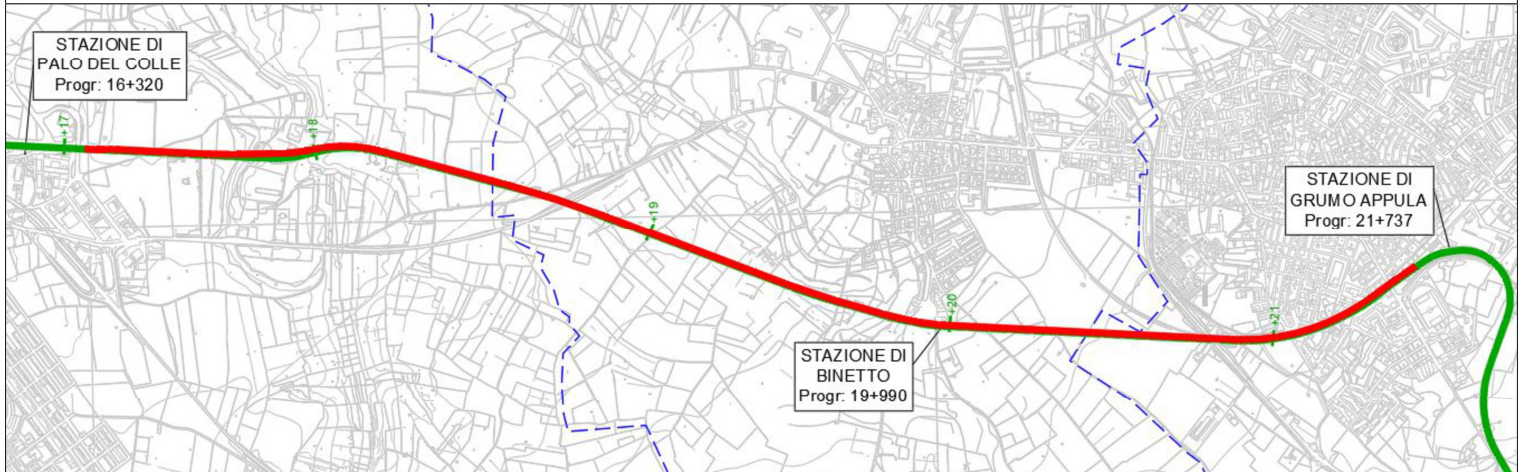 STAZIONE DI
PALO DEL COLLE
Progr: 16+320
+17
+18
+19
STAZIONE DI
BINETTO
Progr: 19+990
+20
+21
STAZIONE DI
GRUMO APPULA
Progr: 21+737